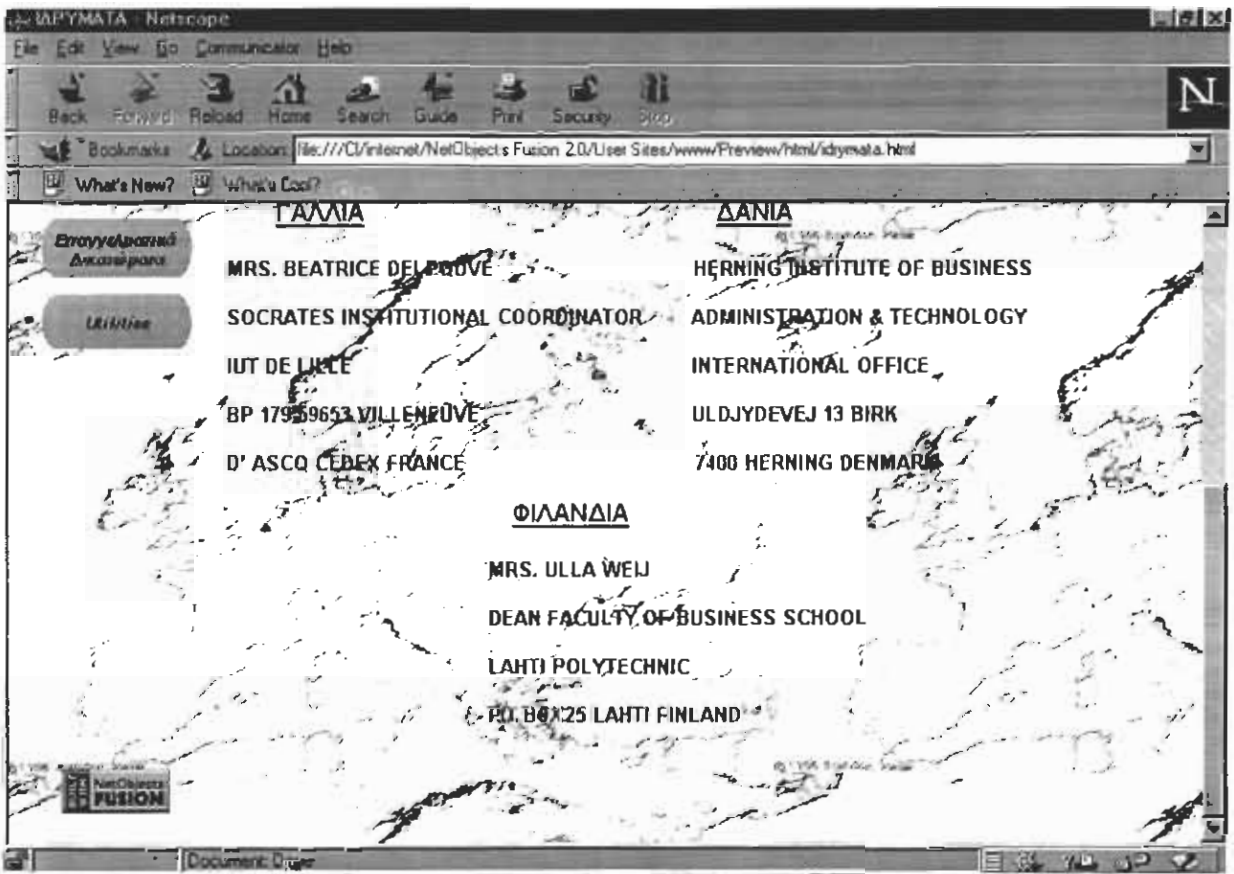 ΙΔΡΥΜΑΤΑ - Netscape
File Edit View Go Communicator Help
Back Forward Reload Home Search Guide Print Security Stop
Bookmarks Location: file:///C|/internet/NetObjects Fusion 2.0/User Sites/www/Preview/html/idrymata.html
What's New? What's Cool?
Επαγγελματικά
Δικαιώματα
Utilities
ΓΑΛΛΙΑ
MRS. BEATRICE DELPOUVE
SOCRATES INSTITUTIONAL COORDINATOR
IUT DE LILLE
BP 179 59653 VILLENEUVE
D' ASCQ CEDEX FRANCE
ΔΑΝΙΑ
HERNING INSTITUTE OF BUSINESS
ADMINISTRATION & TECHNOLOGY
INTERNATIONAL OFFICE
ULDJYDEVEJ 13 BIRK
7400 HERNING DENMARK
ΦΙΛΑΝΔΙΑ
MRS. ULLA WEIJ
DEAN FACULTY OF BUSINESS SCHOOL
LAHTI POLYTECHNIC
P.O. BOX 25 LAHTI FINLAND
NetObjects
FUSION
Document: Done